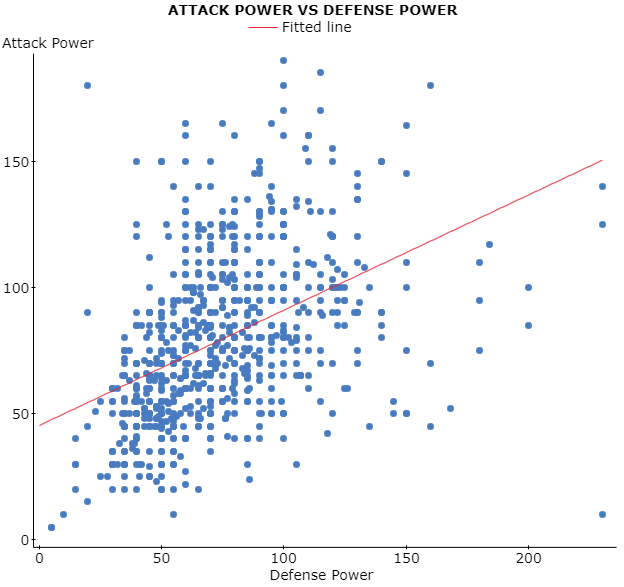 ATTACK POWER VS DEFENSE POWER
Fitted line
Attack Power
150
100
50
0
0 50 100 150 200
Defense Power